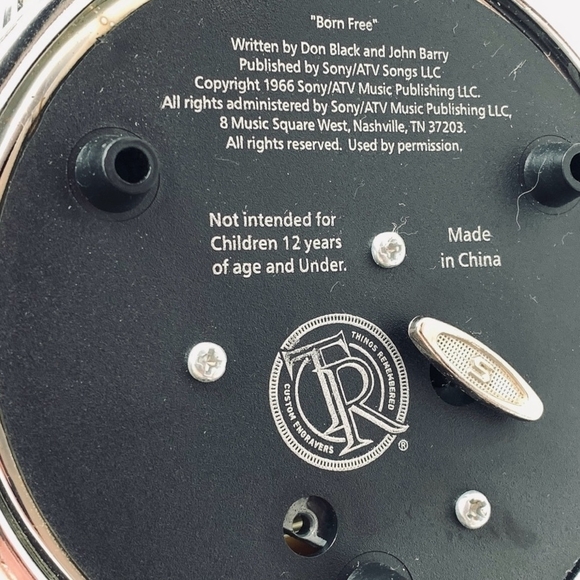 "Born Free"
Written by Don Black and John Barry
Published by Sony/ATV Songs LLC
Copyright 1966 Sony/ATV Music Publishing LLC.
All rights administered by Sony/ATV Music Publishing LLC,
8 Music Square West, Nashville, TN 37203.
All rights reserved. Used by permission.
Not intended for
Children 12 years
of age and Under.
Made
in China
TR
THINGS REMEMBERED
CUSTOM ENGRAVERS
®
S